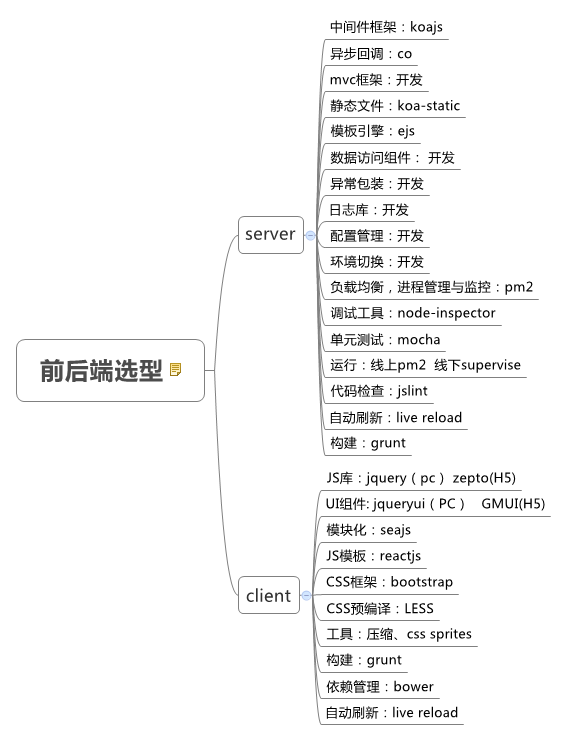 前后端选型
server
中间件框架：koajs
异步回调：co
mvc框架：开发
静态文件：koa-static
模板引擎：ejs
数据访问组件： 开发
异常包装：开发
日志库：开发
配置管理：开发
环境切换：开发
负载均衡，进程管理与监控：pm2
调试工具：node-inspector
单元测试：mocha
运行：线上pm2 线下supervise
代码检查：jslint
自动刷新：live reload
构建：grunt
client
JS库：jquery（pc） zepto(H5)
UI组件: jqueryui（PC） GMUI(H5)
模块化：seajs
JS模板：reactjs
CSS框架：bootstrap
CSS预编译：LESS
工具：压缩、css sprites
构建：grunt
依赖管理：bower
自动刷新：live reload